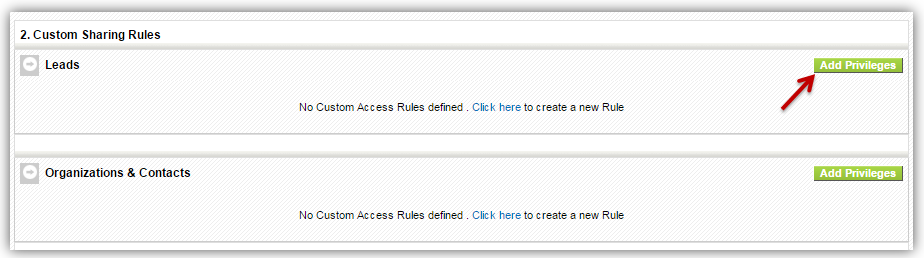 2. Custom Sharing Rules
Leads
Add Privileges
No Custom Access Rules defined . Click here to create a new Rule
Organizations & Contacts
Add Privileges
No Custom Access Rules defined . Click here to create a new Rule